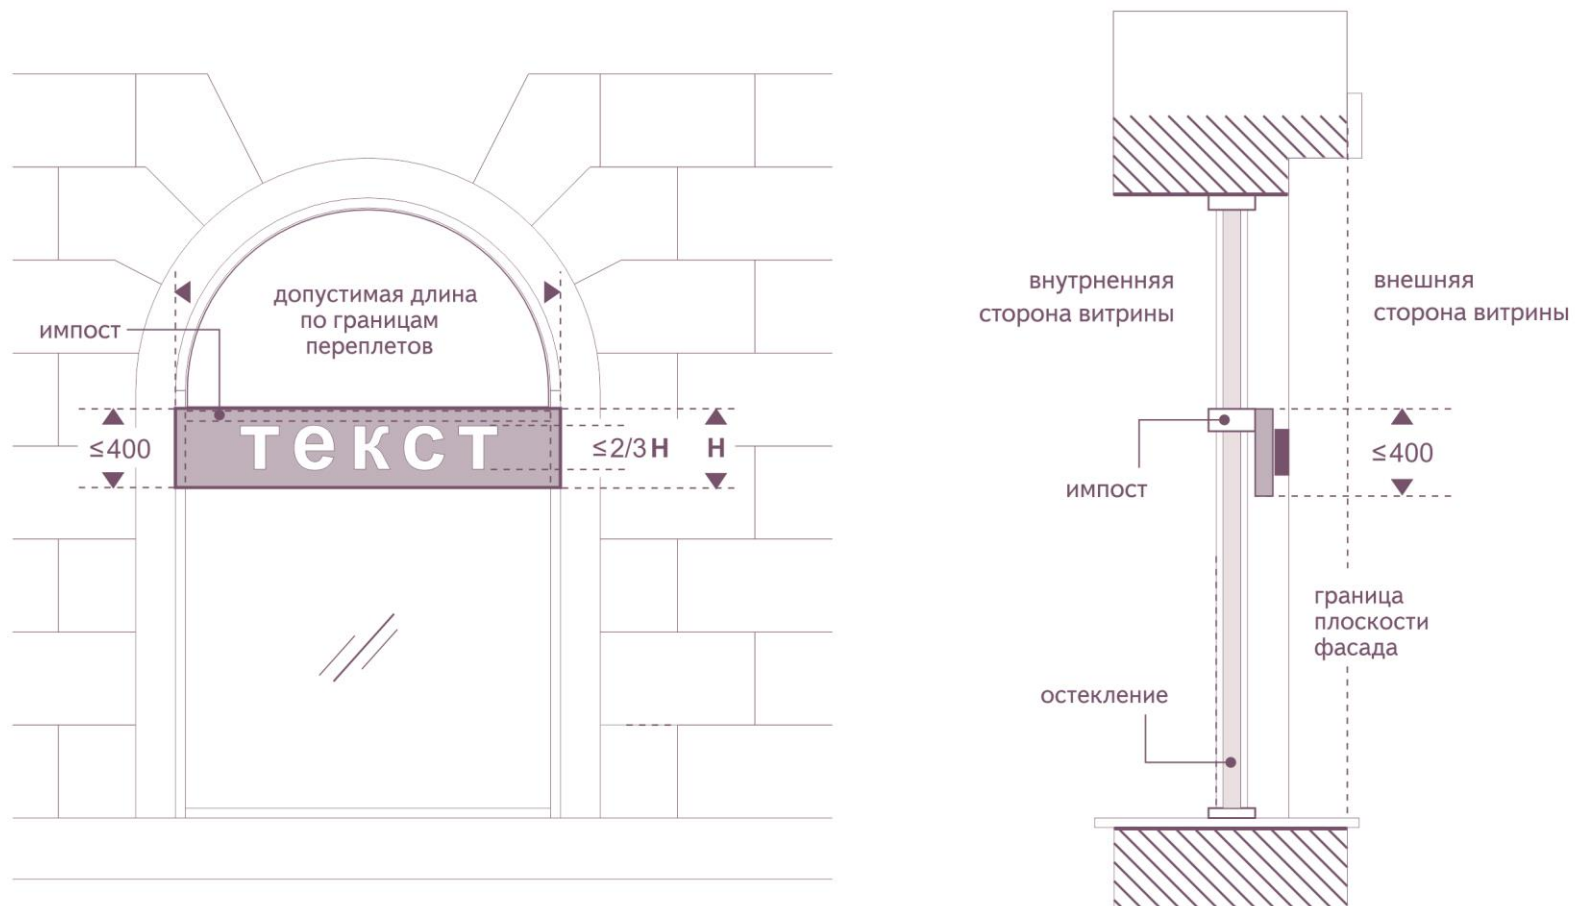 допустимая длина
по границам
переплетов
импост
≤400
текст
≤2/3H
H
внутрненняя
сторона витрины
внешняя
сторона витрины
импост
≤400
граница
плоскости
фасада
остекление